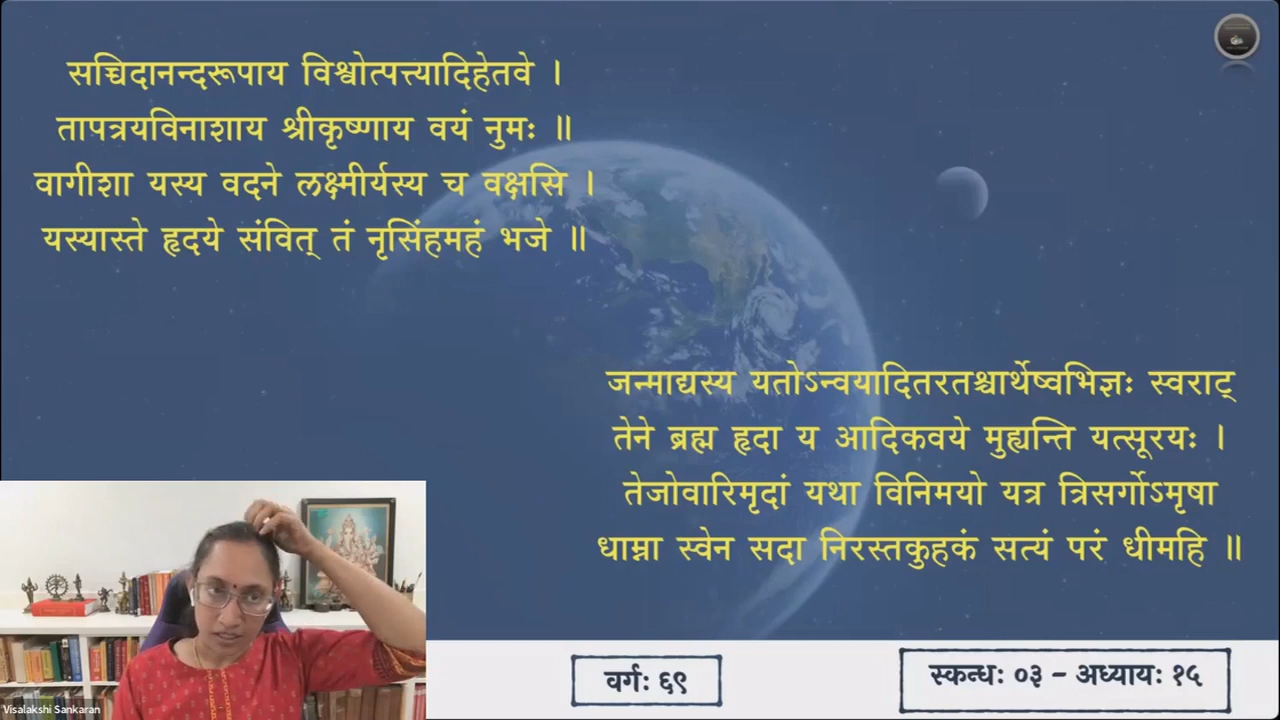 सच्चिदानन्दरूपाय विश्वोत्पत्त्यादिहेतवे ।
तापत्रयविनाशाय श्रीकृष्णाय वयं नुमः ॥
वागीशा यस्य वदने लक्ष्मीर्यस्य च वक्षसि ।
यस्यास्ते हृदये संवित् तं नृसिंहमहं भजे ॥
जन्माद्यस्य यतोऽन्वयादितरतश्चार्थेष्वभिज्ञः स्वराट्
तेने ब्रह्म हृदा य आदिकवये मुह्यन्ति यत्सूरयः ।
तेजोवारिमृदां यथा विनिमयो यत्र त्रिसर्गोऽमृषा
धाम्ना स्वेन सदा निरस्तकुहकं सत्यं परं धीमहि ॥
Visalakshi Sankaran
वर्गः ६९
स्कन्धः ०३ - अध्यायः १५